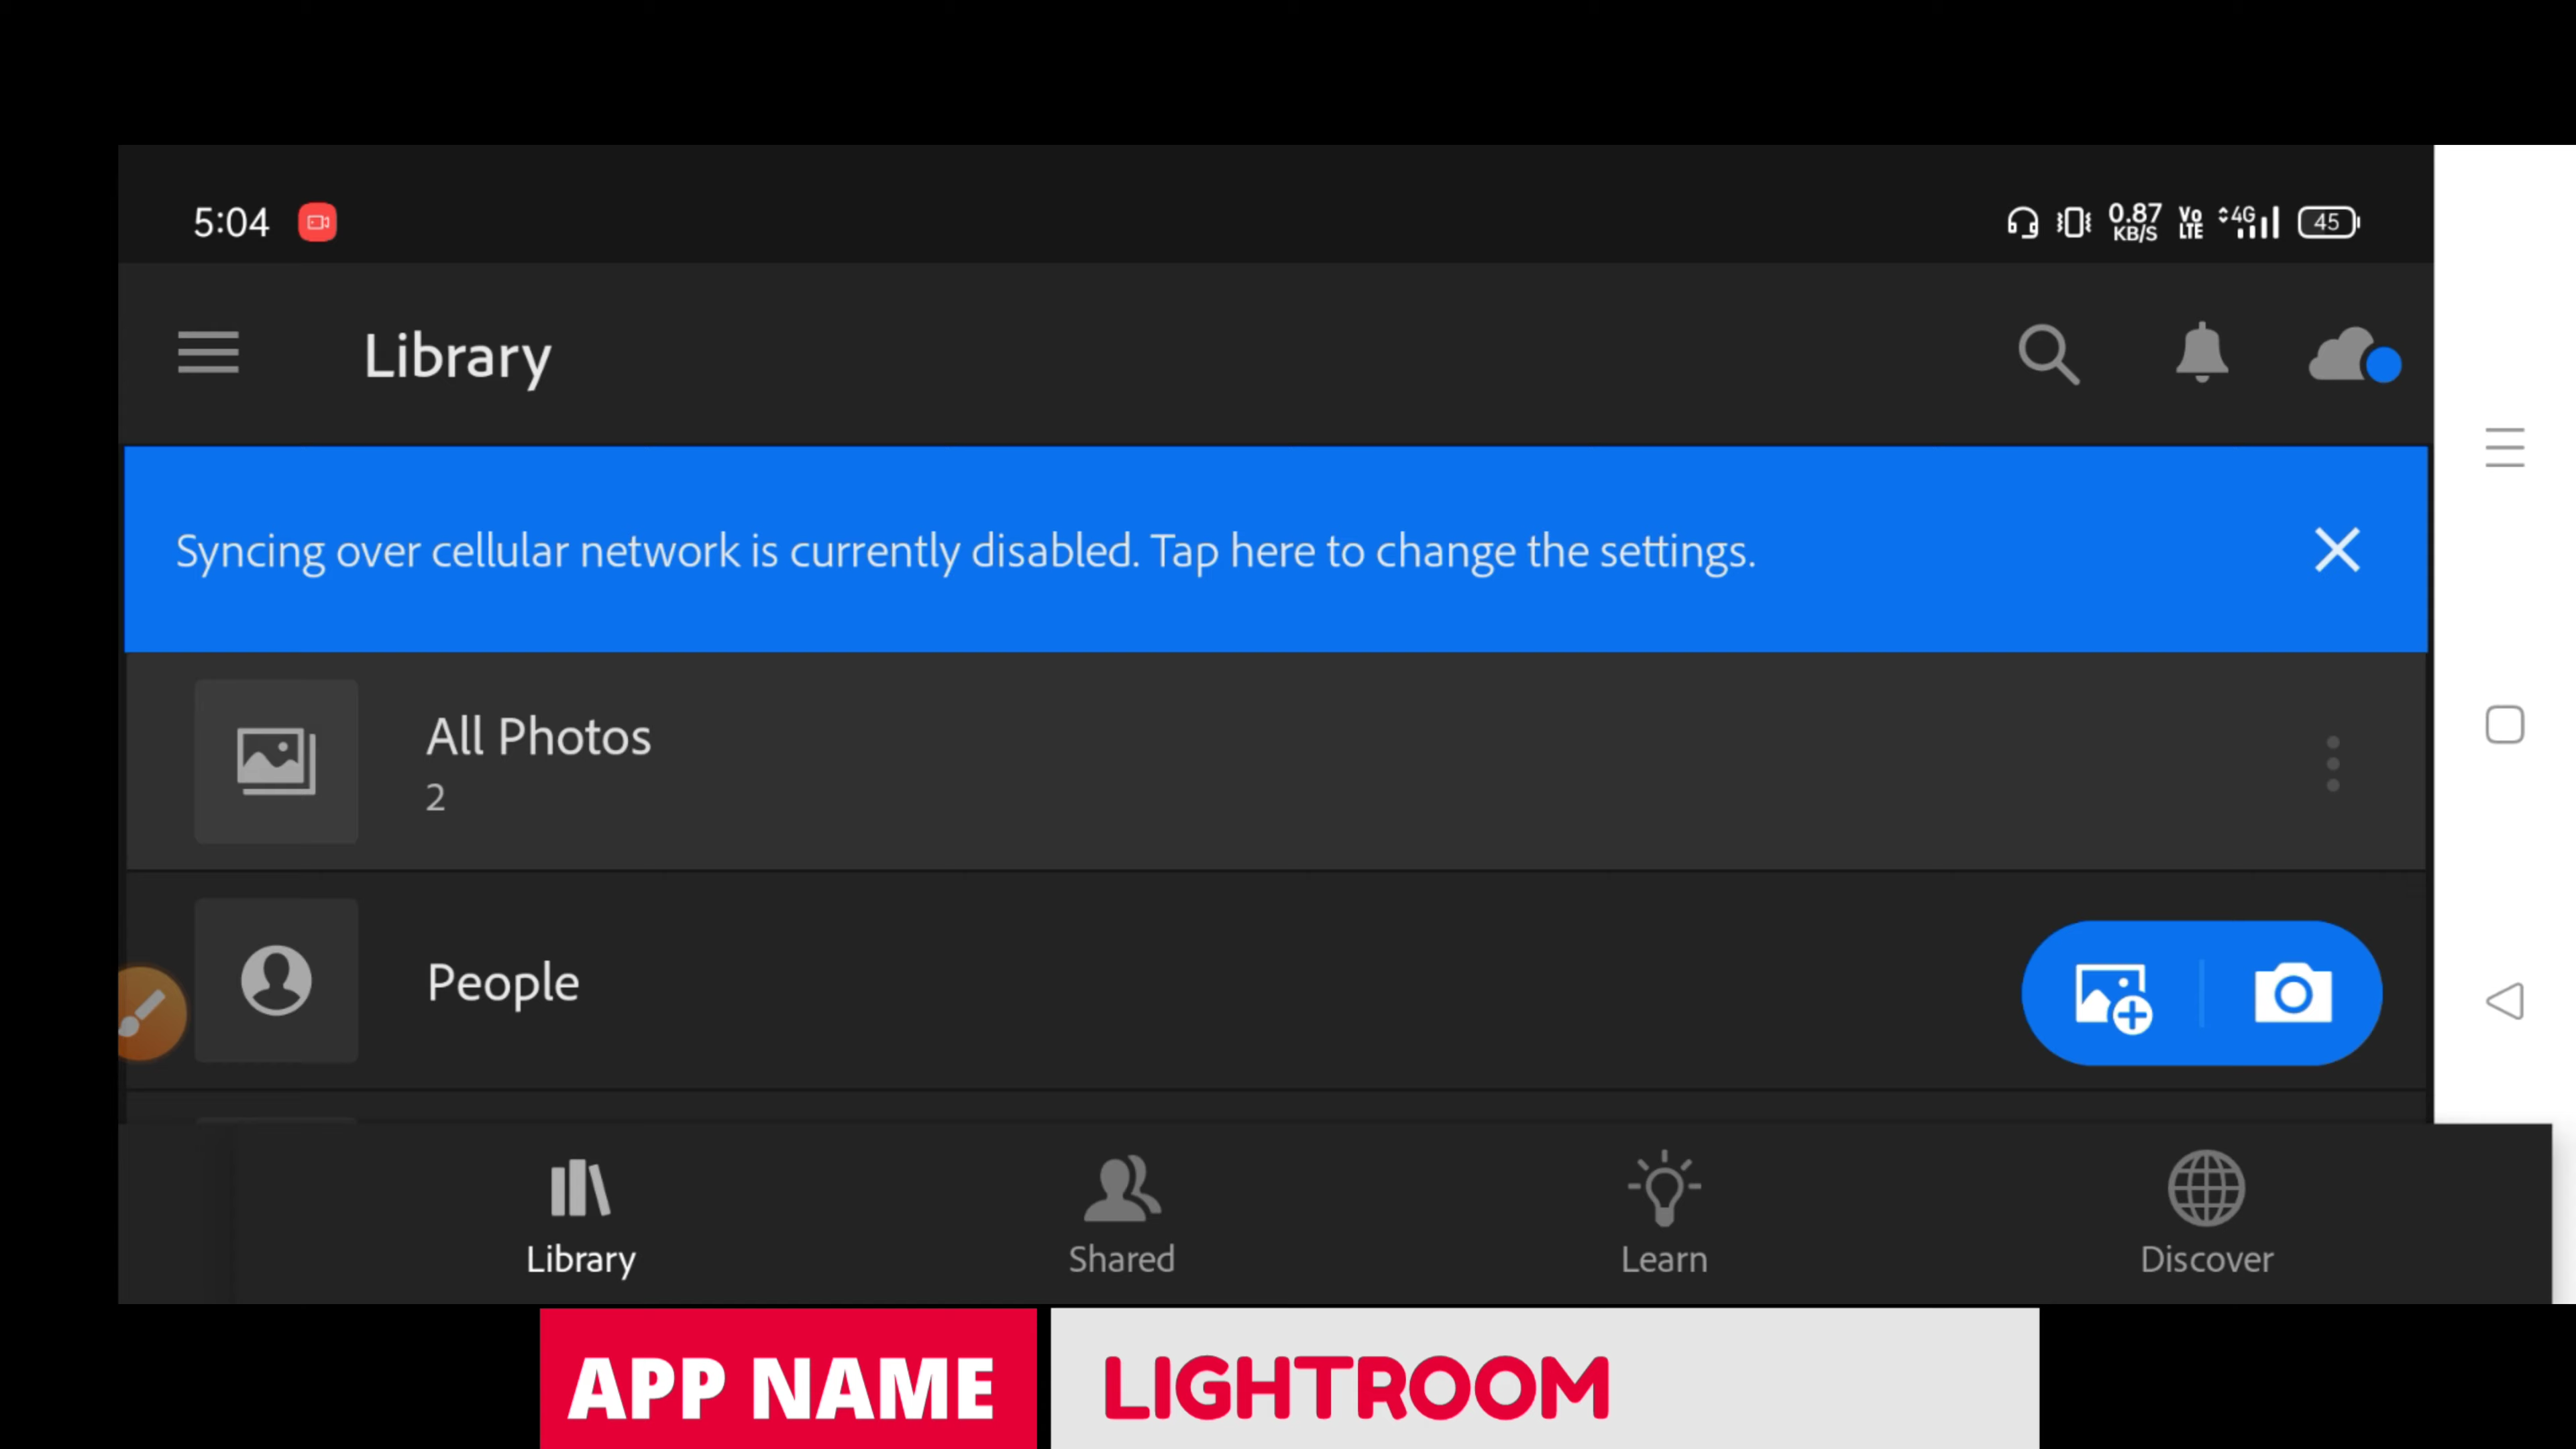 5:04
0.87 KB/S Vo LTE 4G 45
Library
Syncing over cellular network is currently disabled. Tap here to change the settings.
All Photos
2
People
Library Shared Learn Discover
APP NAME LIGHTROOM